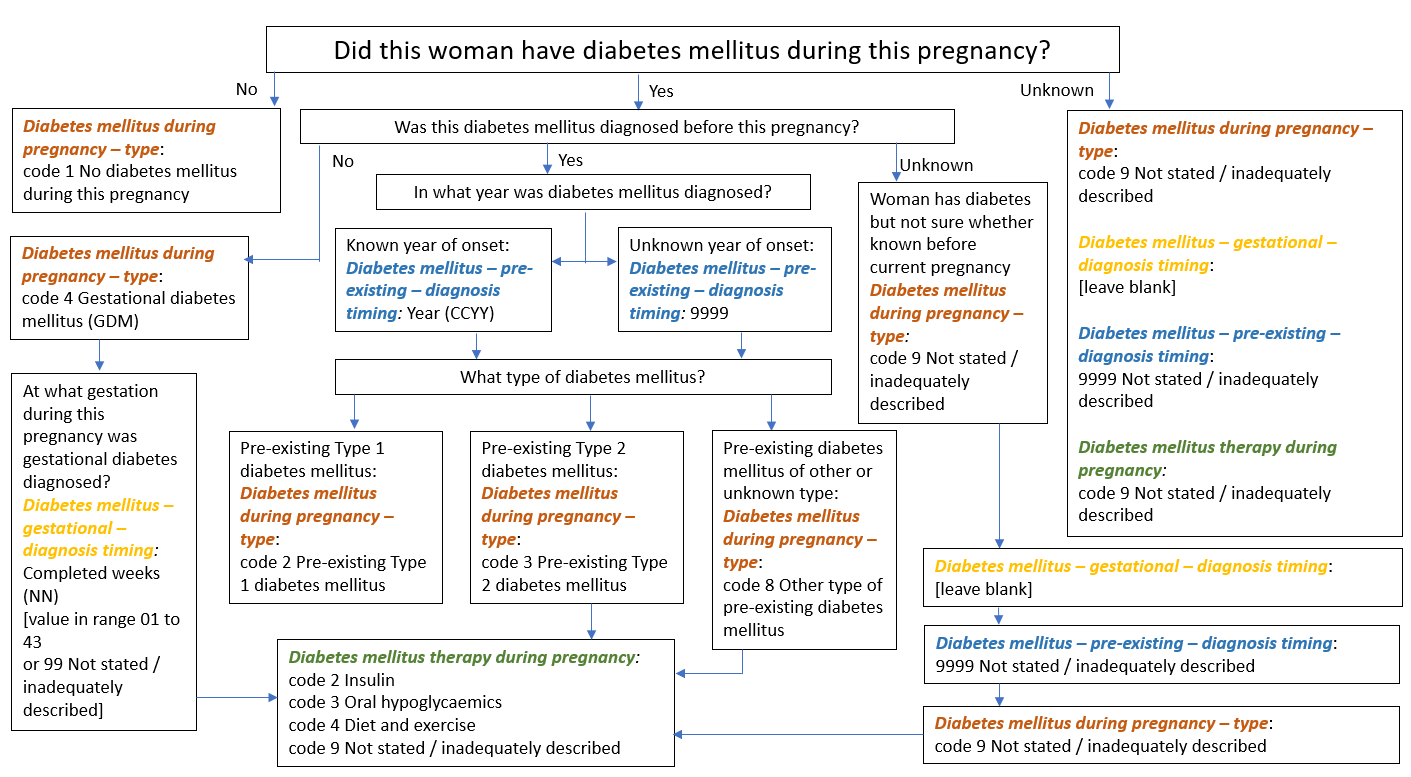 Did this woman have diabetes mellitus during this pregnancy?
No
Yes
Unknown
Diabetes mellitus during
pregnancy – type:
code 1 No diabetes mellitus
during this pregnancy
Was this diabetes mellitus diagnosed before this pregnancy?
Diabetes mellitus during pregnancy –
type:
code 9 Not stated / inadequately
described
Diabetes mellitus – gestational –
diagnosis timing:
[leave blank]
Diabetes mellitus – pre-existing –
diagnosis timing:
9999 Not stated / inadequately
described
Diabetes mellitus therapy during
pregnancy:
code 9 Not stated / inadequately
described
No
Yes
Unknown
In what year was diabetes mellitus diagnosed?
Woman has diabetes
but not sure whether
known before
current pregnancy
Diabetes mellitus
during pregnancy –
type:
code 9 Not stated /
inadequately
described
Diabetes mellitus during
pregnancy – type:
code 4 Gestational diabetes
mellitus (GDM)
Known year of onset:
Diabetes mellitus – pre-
existing – diagnosis
timing: Year (CCYY)
Unknown year of onset:
Diabetes mellitus – pre-
existing – diagnosis
timing: 9999
What type of diabetes mellitus?
At what gestation
during this
pregnancy was
gestational diabetes
diagnosed?
Diabetes mellitus –
gestational –
diagnosis timing:
Completed weeks
(NN)
[value in range 01 to
43
or 99 Not stated /
inadequately
described]
Pre-existing Type 1
diabetes mellitus:
Diabetes mellitus
during pregnancy –
type:
code 2 Pre-existing Type
1 diabetes mellitus
Pre-existing Type 2
diabetes mellitus:
Diabetes mellitus
during pregnancy –
type:
code 3 Pre-existing Type
2 diabetes mellitus
Pre-existing diabetes
mellitus of other or
unknown type:
Diabetes mellitus
during pregnancy –
type:
code 8 Other type of
pre-existing diabetes
mellitus
Diabetes mellitus – gestational – diagnosis timing:
[leave blank]
Diabetes mellitus – pre-existing – diagnosis timing:
9999 Not stated / inadequately described
Diabetes mellitus during pregnancy – type:
code 9 Not stated / inadequately described
Diabetes mellitus therapy during pregnancy:
code 2 Insulin
code 3 Oral hypoglycaemics
code 4 Diet and exercise
code 9 Not stated / inadequately described